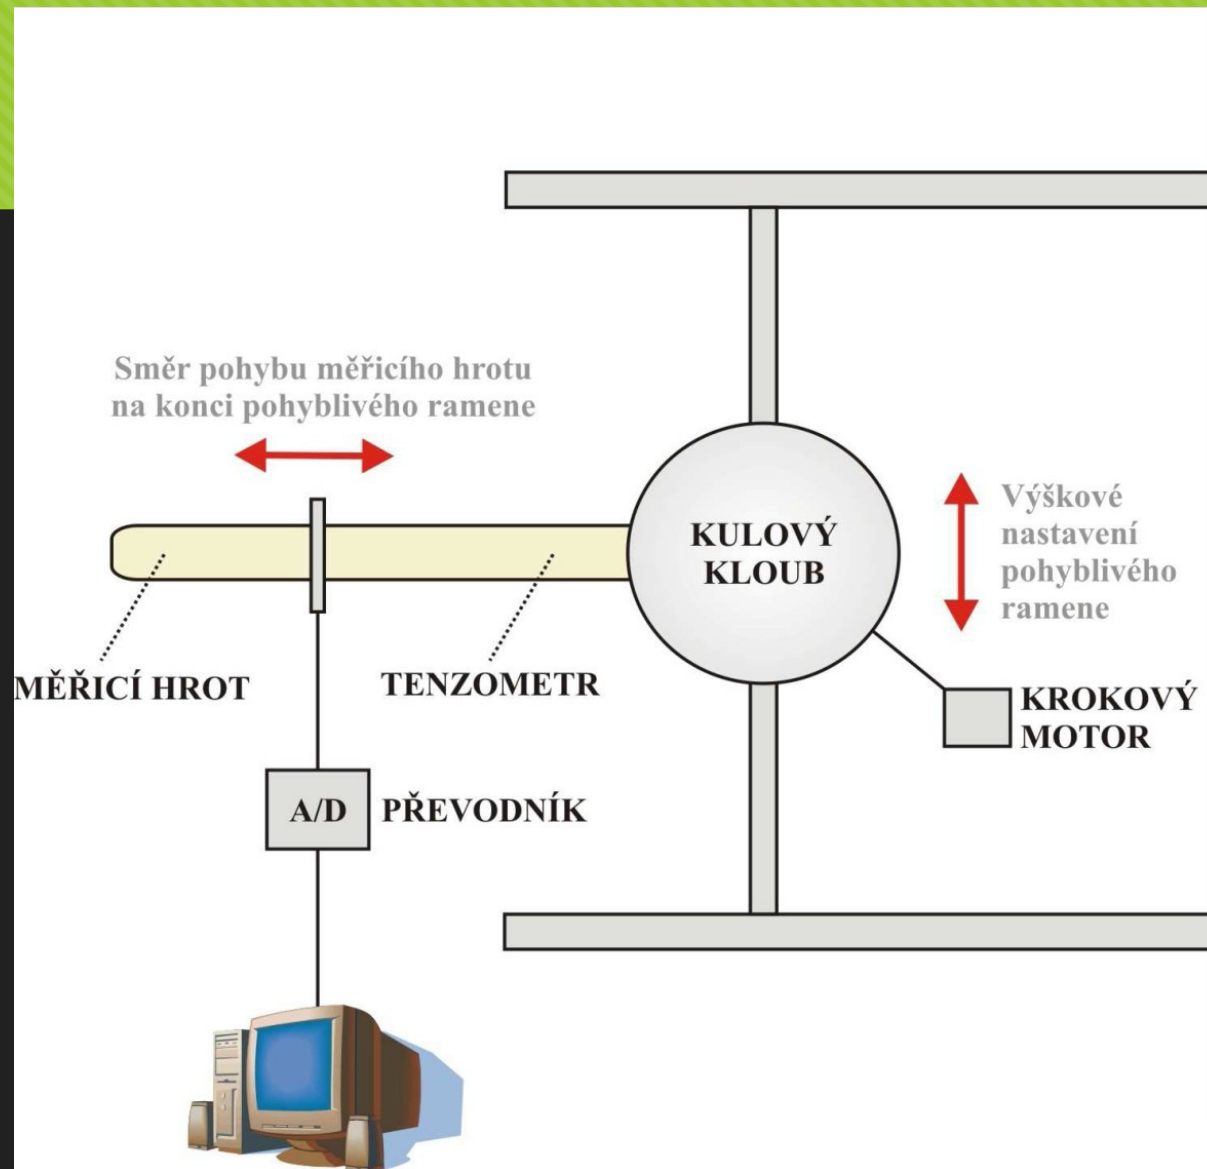 Směr pohybu měřicího hrotu
na konci pohyblivého ramene
KULOVÝ
KLOUB
Výškové
nastavení
pohyblivého
ramene
MĚŘICÍ HROT
TENZOMETR
KROKOVÝ
MOTOR
A/D
PŘEVODNÍK